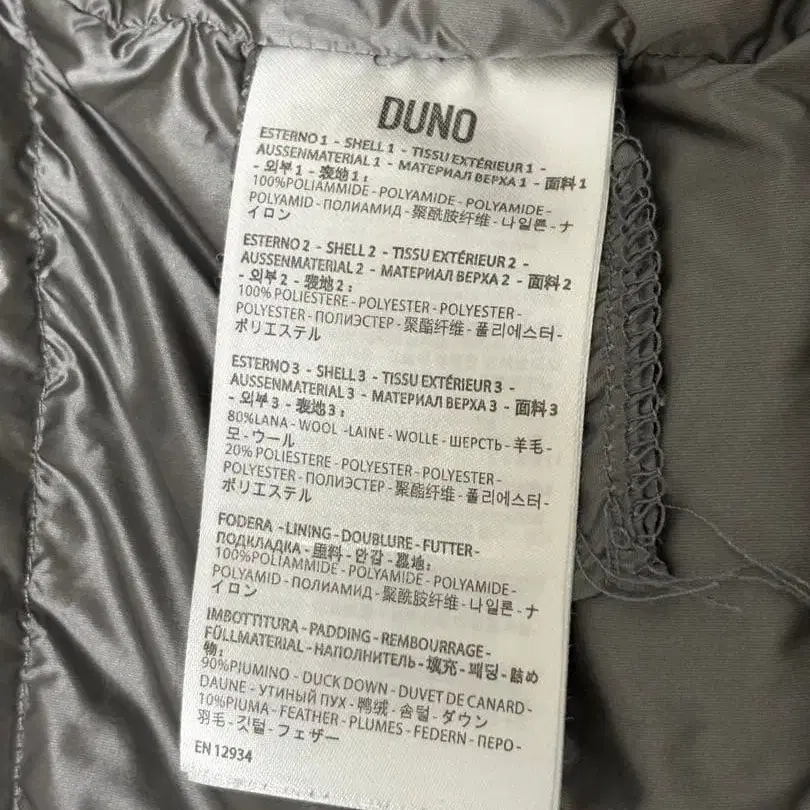 DUNO
ESTERNO 1 - SHELL 1 - TISSU EXTÉRIEUR 1 -
AUSSENMATERIAL 1 - МАТЕРИАЛ ВЕРХА 1 - 面料 1
- 외부 1 - 表地 1:
100%POLIAMMIDE - POLYAMIDE - POLYAMIDE -
POLYAMID - ПОЛИАМИД - 聚酰胺纤维 - 나일론 - ナ
イロン
ESTERNO 2 - SHELL 2 - TISSU EXTÉRIEUR 2 -
AUSSENMATERIAL 2 - МАТЕРИАЛ ВЕРХА 2 - 面料 2
- 외부 2 - 表地 2:
100% POLIESTERE - POLYESTER - POLYESTER -
POLYESTER - ПОЛИЭСТЕР - 聚酯纤维 - 폴리에스터 -
ポリエステル
ESTERNO 3 - SHELL 3 - TISSU EXTÉRIEUR 3 -
AUSSENMATERIAL 3 - МАТЕРИАЛ ВЕРХА 3 - 面料 3
- 외부 3 - 表地 3:
80%LANA - WOOL -LAINE - WOLLE - ШЕРСТЬ - 羊毛 -
모 - ウール
20% POLIESTERE - POLYESTER - POLYESTER -
POLYESTER - ПОЛИЭСТЕР - 聚酯纤维 - 폴리에스터 -
ポリエステル
FODERA - LINING - DOUBLURE - FUTTER -
ПОДКЛАДКА - 里料 - 안감 - 裏地:
100%POLIAMMIDE - POLYAMIDE - POLYAMIDE -
POLYAMID - ПОЛИАМИД - 聚酰胺纤维 - 나일론 - ナ
イロン
IMBOTTITURA - PADDING - REMBOURRAGE -
FÜLLMATERIAL - НАПОЛНИТЕЛЬ - 填充 - 패딩 - 詰め
物:
90%PIUMINO - DUCK DOWN - DUVET DE CANARD -
DAUNE - УТИНЫЙ ПУХ - 鸭绒 - 솜털 - ダウン
10%PIUMA - FEATHER - PLUMES - FEDERN - ПЕРО -
羽毛 - 깃털 - フェザー
EN 12934